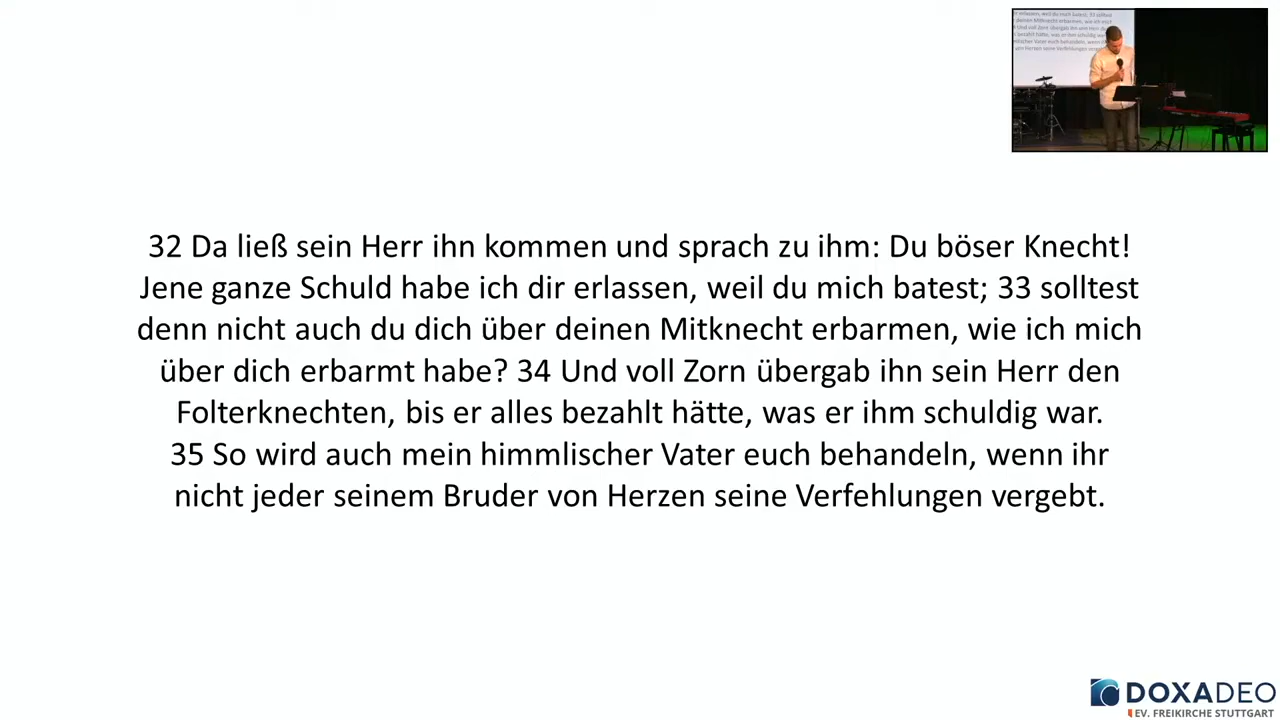 32 Da ließ sein Herr ihn kommen und sprach zu ihm: Du böser Knecht!
Jene ganze Schuld habe ich dir erlassen, weil du mich batest; 33 solltest
denn nicht auch du dich über deinen Mitknecht erbarmen, wie ich mich
über dich erbarmt habe? 34 Und voll Zorn übergab ihn sein Herr den
Folterknechten, bis er alles bezahlt hätte, was er ihm schuldig war.
35 So wird auch mein himmlischer Vater euch behandeln, wenn ihr
nicht jeder seinem Bruder von Herzen seine Verfehlungen vergebt.
DOXADEO
EV. FREIKIRCHE STUTTGART